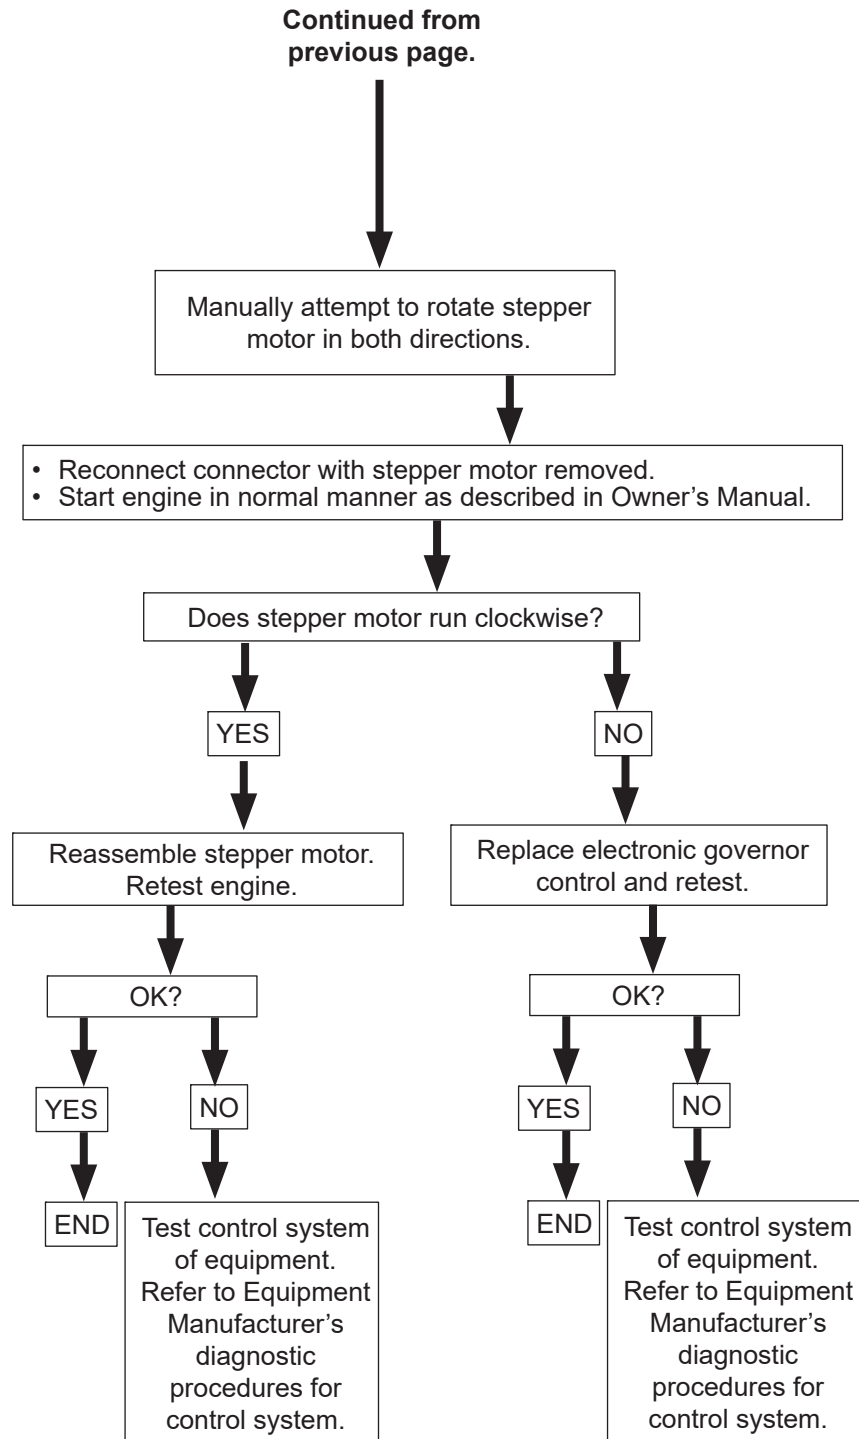 Continued from
previous page.
Manually attempt to rotate stepper
motor in both directions.
• Reconnect connector with stepper motor removed.
• Start engine in normal manner as described in Owner’s Manual.
Does stepper motor run clockwise?
YES
NO
Reassemble stepper motor.
Retest engine.
Replace electronic governor
control and retest.
OK?
OK?
YES
NO
YES
NO
END
Test control system
of equipment.
Refer to Equipment
Manufacturer’s
diagnostic
procedures for
control system.
END
Test control system
of equipment.
Refer to Equipment
Manufacturer’s
diagnostic
procedures for
control system.